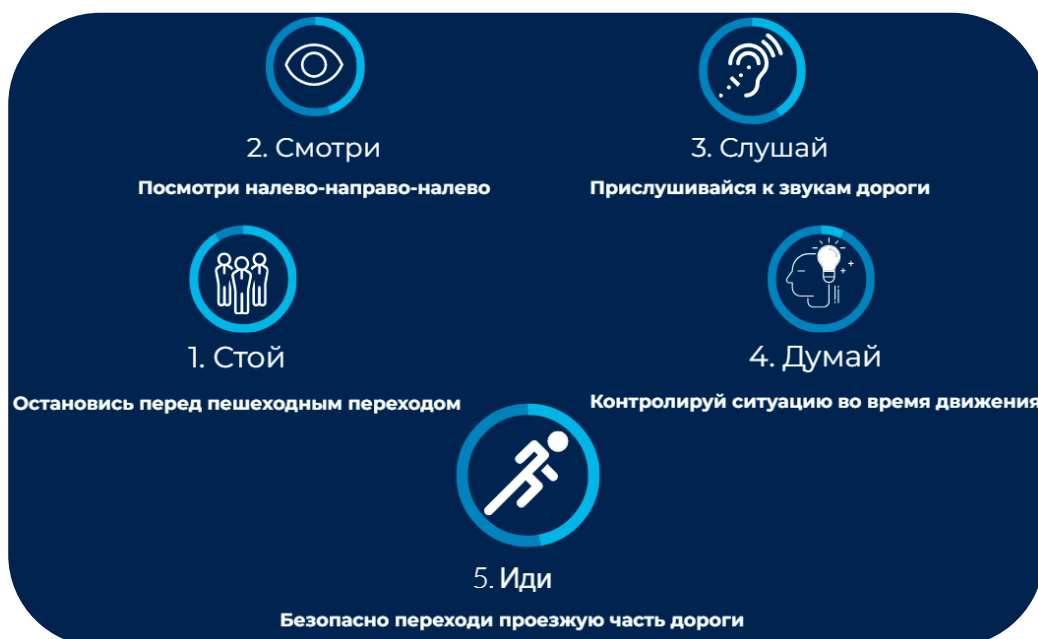 2. Смотри
Посмотри налево-направо-налево
3. Слушай
Прислушивайся к звукам дороги
1. Стой
Остановись перед пешеходным переходом
4. Думай
Контролируй ситуацию во время движения
5. Иди
Безопасно переходи проезжую часть дороги